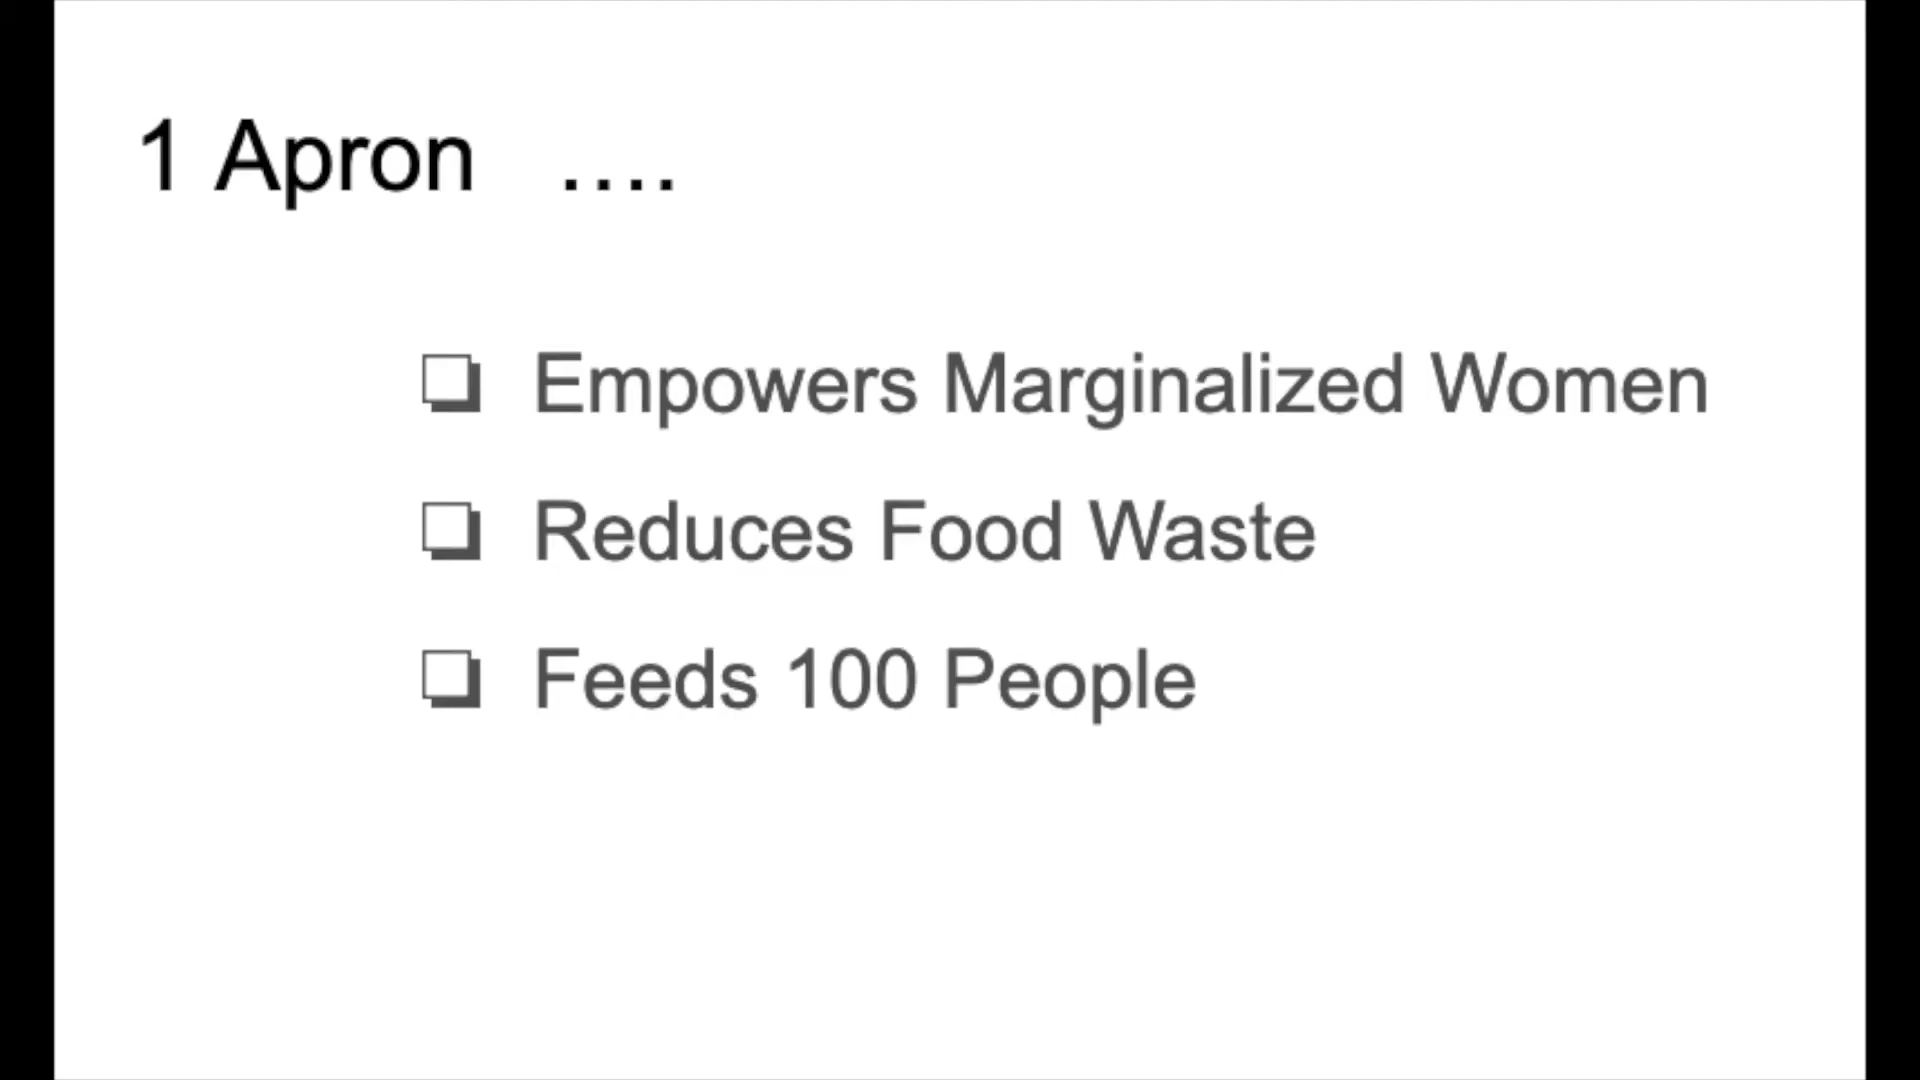 1 Apron ....
❏ Empowers Marginalized Women
❏ Reduces Food Waste
❏ Feeds 100 People